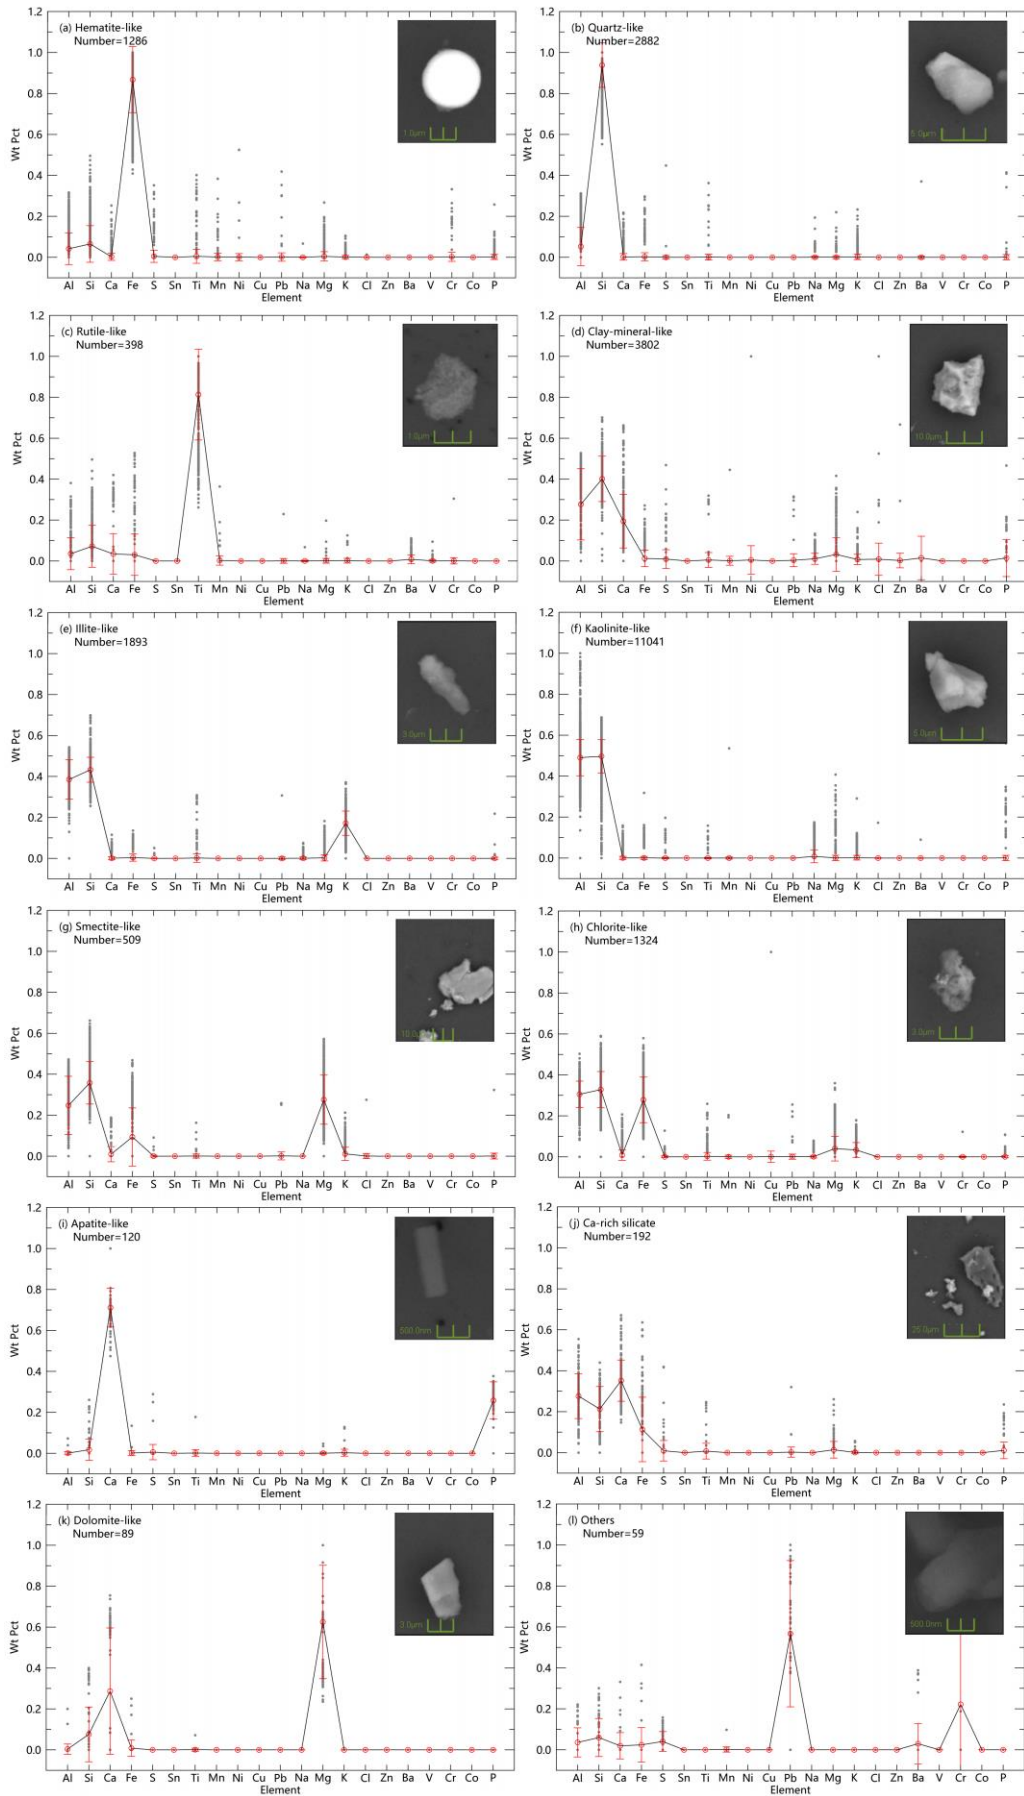 (a) Hematite-like
Number=1286
1.0μm
1.2
1.0
0.8
0.6
0.4
0.2
0.0
Wt Pct
Al Si Ca Fe S Sn Ti Mn Ni Cu Pb Na Mg K Cl Zn Ba V Cr Co P
Element
(b) Quartz-like
Number=2882
5.0μm
1.2
1.0
0.8
0.6
0.4
0.2
0.0
Wt Pct
Al Si Ca Fe S Sn Ti Mn Ni Cu Pb Na Mg K Cl Zn Ba V Cr Co P
Element
(c) Rutile-like
Number=398
1.0μm
1.2
1.0
0.8
0.6
0.4
0.2
0.0
Wt Pct
Al Si Ca Fe S Sn Ti Mn Ni Cu Pb Na Mg K Cl Zn Ba V Cr Co P
Element
(d) Clay-mineral-like
Number=3802
10.0μm
1.2
1.0
0.8
0.6
0.4
0.2
0.0
Wt Pct
Al Si Ca Fe S Sn Ti Mn Ni Cu Pb Na Mg K Cl Zn Ba V Cr Co P
Element
(e) Illite-like
Number=1893
3.0μm
1.2
1.0
0.8
0.6
0.4
0.2
0.0
Wt Pct
Al Si Ca Fe S Sn Ti Mn Ni Cu Pb Na Mg K Cl Zn Ba V Cr Co P
Element
(f) Kaolinite-like
Number=11041
5.0μm
1.2
1.0
0.8
0.6
0.4
0.2
0.0
Wt Pct
Al Si Ca Fe S Sn Ti Mn Ni Cu Pb Na Mg K Cl Zn Ba V Cr Co P
Element
(g) Smectite-like
Number=509
10.0μm
1.2
1.0
0.8
0.6
0.4
0.2
0.0
Wt Pct
Al Si Ca Fe S Sn Ti Mn Ni Cu Pb Na Mg K Cl Zn Ba V Cr Co P
Element
(h) Chlorite-like
Number=1324
3.0μm
1.2
1.0
0.8
0.6
0.4
0.2
0.0
Wt Pct
Al Si Ca Fe S Sn Ti Mn Ni Cu Pb Na Mg K Cl Zn Ba V Cr Co P
Element
(i) Apatite-like
Number=120
500.0nm
1.2
1.0
0.8
0.6
0.4
0.2
0.0
Wt Pct
Al Si Ca Fe S Sn Ti Mn Ni Cu Pb Na Mg K Cl Zn Ba V Cr Co P
Element
(j) Ca-rich silicate
Number=192
25.0μm
1.2
1.0
0.8
0.6
0.4
0.2
0.0
Wt Pct
Al Si Ca Fe S Sn Ti Mn Ni Cu Pb Na Mg K Cl Zn Ba V Cr Co P
Element
(k) Dolomite-like
Number=89
3.0μm
1.2
1.0
0.8
0.6
0.4
0.2
0.0
Wt Pct
Al Si Ca Fe S Sn Ti Mn Ni Cu Pb Na Mg K Cl Zn Ba V Cr Co P
Element
(l) Others
Number=59
500.0nm
1.2
1.0
0.8
0.6
0.4
0.2
0.0
Wt Pct
Al Si Ca Fe S Sn Ti Mn Ni Cu Pb Na Mg K Cl Zn Ba V Cr Co P
Element